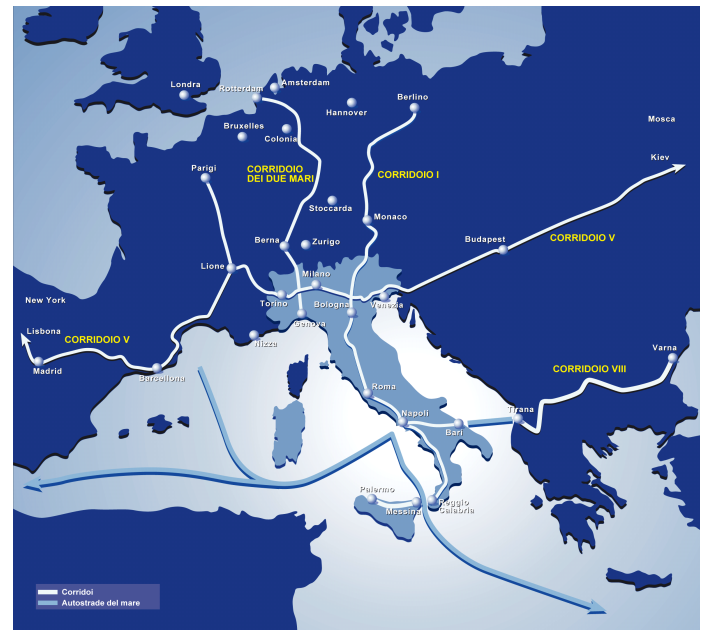 Londra
Amsterdam
Rotterdam
Hannover
Berlino
Bruxelles
Colonia
Mosca
Parigi
CORRIDOIO
DEI DUE MARI
CORRIDOIO I
Kiev
Stoccarda
Monaco
Berna
Zurigo
Budapest
CORRIDOIO V
Lione
Milano
New York
Torino
Bologna
Venezia
Genova
Lisbona
CORRIDOIO V
Nizza
Varna
Madrid
Barcellona
CORRIDOIO VIII
Roma
Napoli
Tirana
Bari
Palermo
Messina
Reggio
Calabria
Corridoi
Autostrade del mare